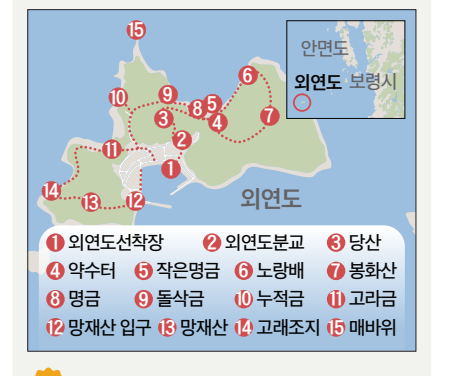 ⑮
안면도
외연도 보령시
⑥
⑩ ⑨ ⑧ ⑤
③ ④ ⑦
②
⑪ ①
⑭ ⑬ ⑫
외연도
① 외연도선착장 ② 외연도분교 ③ 당산
④ 약수터 ⑤ 작은명금 ⑥ 노랑배 ⑦ 봉화산
⑧ 명금 ⑨ 돌삭금 ⑩ 누적금 ⑪ 고라금
⑫ 망재산 입구 ⑬ 망재산 ⑭ 고래조지 ⑮ 매바위